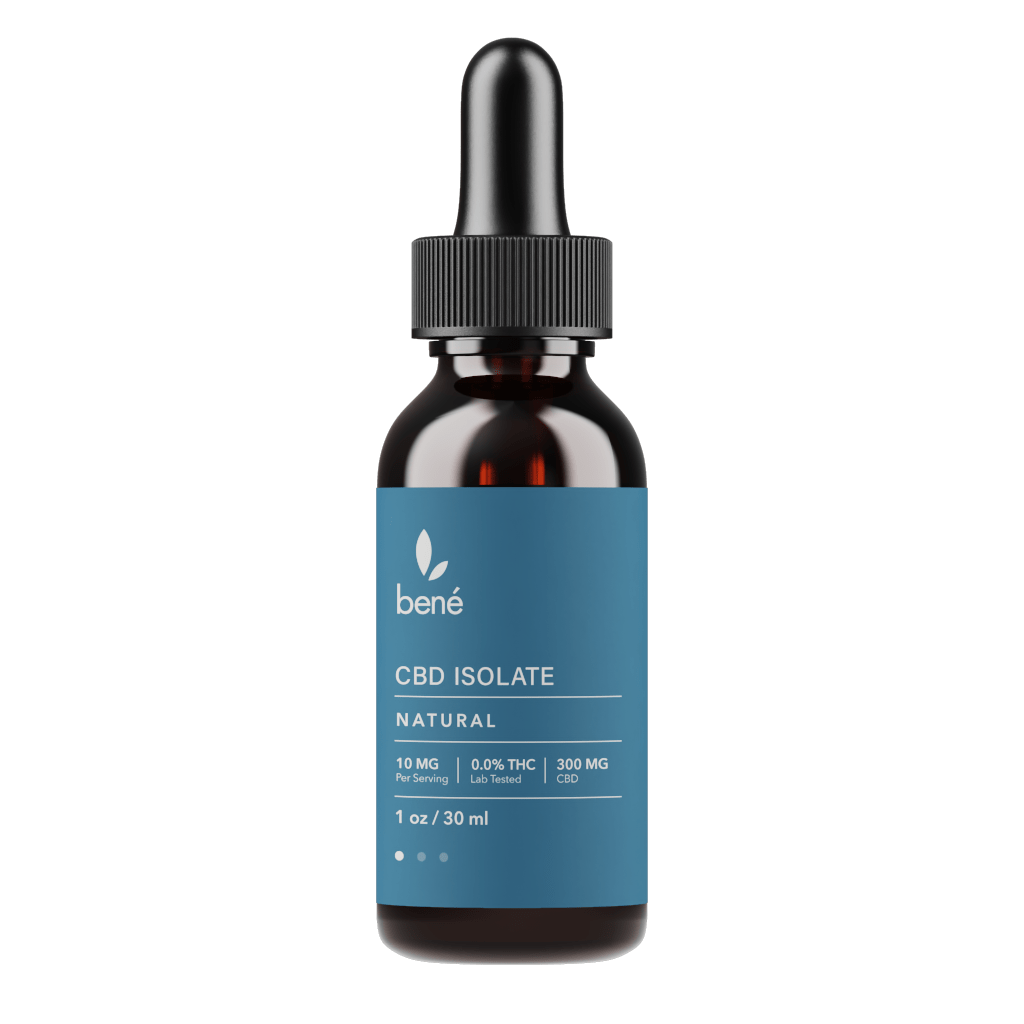 bené
CBD ISOLATE
NATURAL
10 MG 0.0% THC 300 MG
Per Serving Lab Tested CBD
1 oz / 30 ml